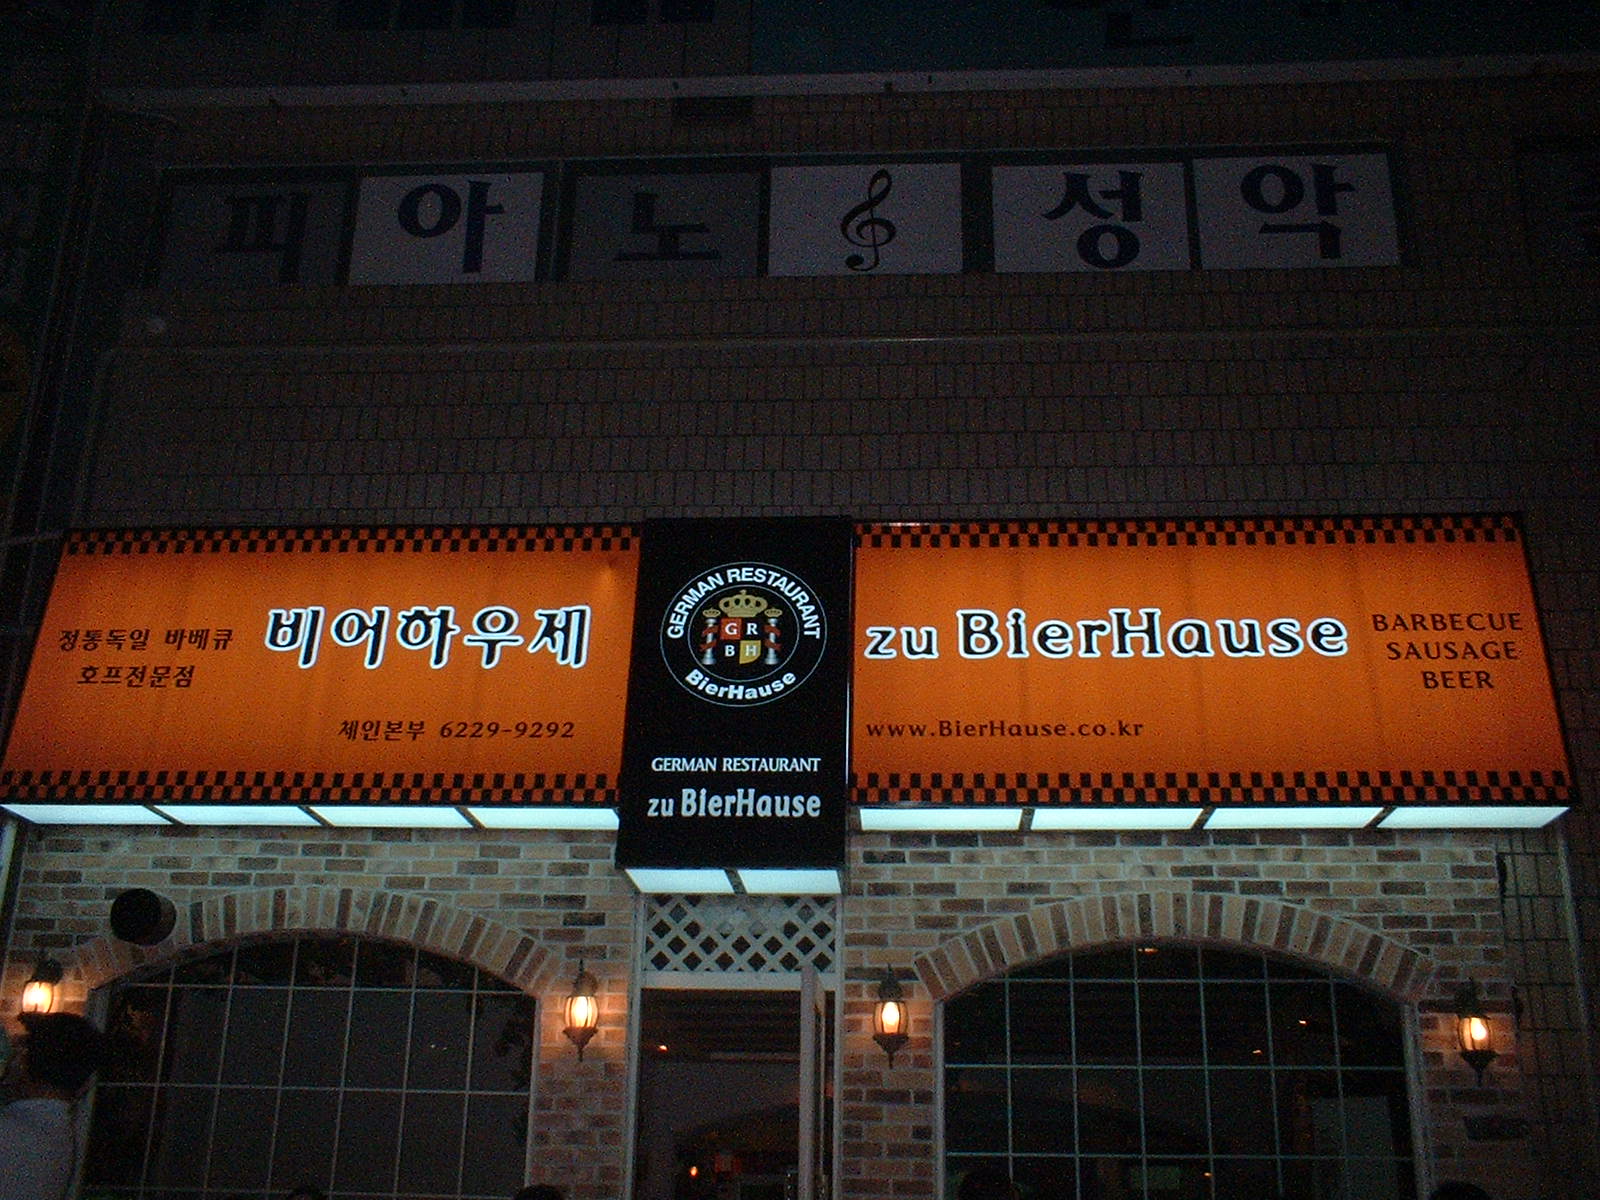 피아노 성악
정통독일 바베큐
호프전문점
비어하우제
체인본부 6229-9292
GERMAN RESTAURANT
G R
B H
BierHause
GERMAN RESTAURANT
zu BierHause
zu BierHause
www.BierHause.co.kr
BARBECUE
SAUSAGE
BEER